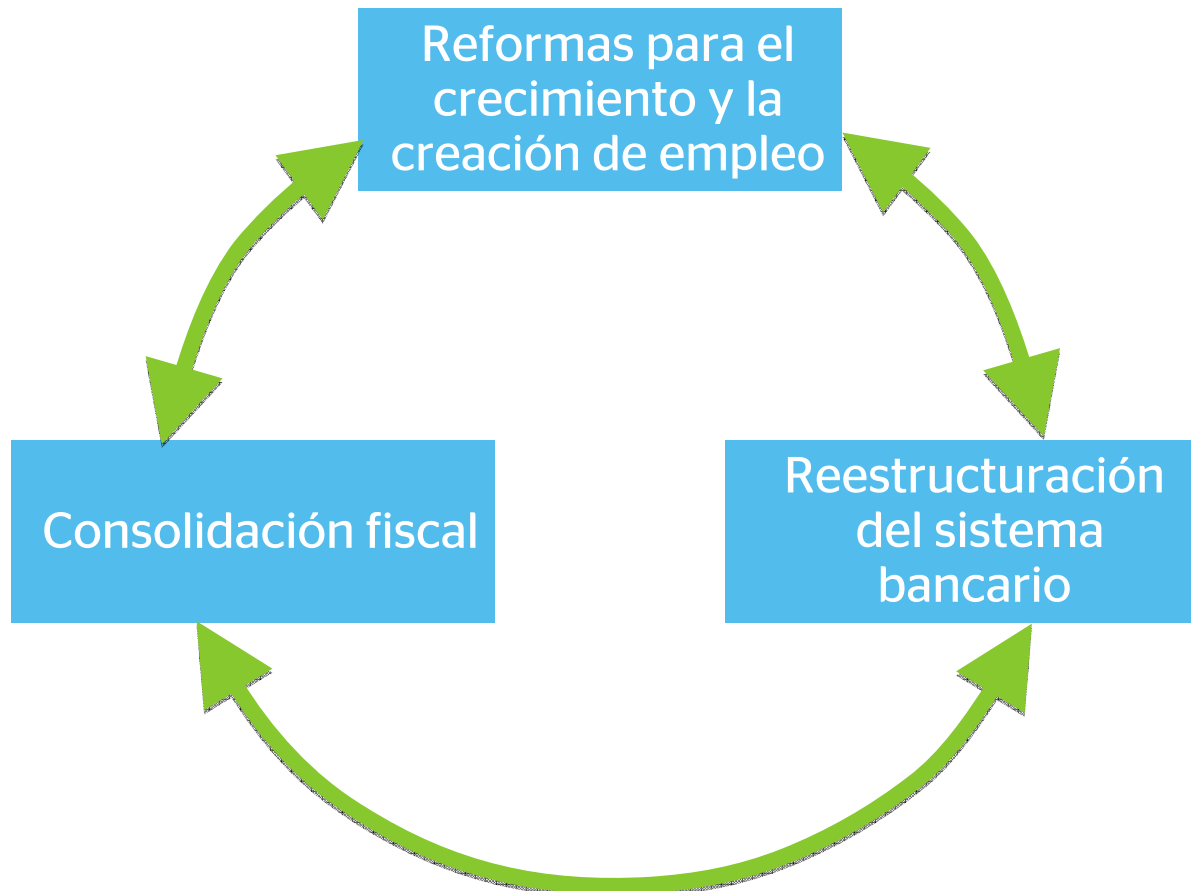 Reformas para el
crecimiento y la
creación de empleo
Consolidación fiscal
Reestructuración
del sistema
bancario